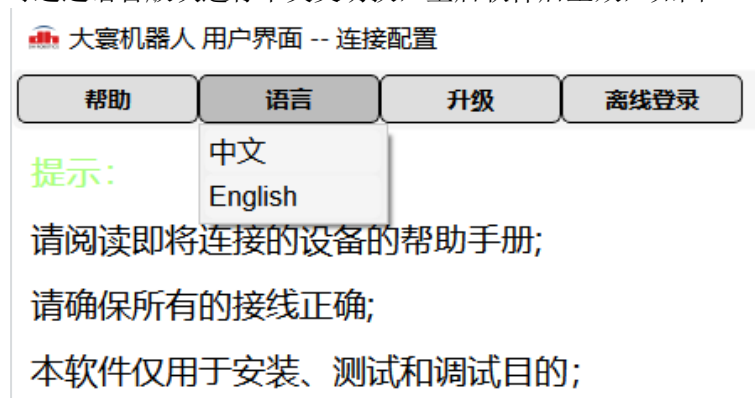 大寰机器人 用户界面 -- 连接配置
帮助 语言 升级 离线登录
中文
English
提示：
请阅读即将连接的设备的帮助手册;
请确保所有的接线正确;
本软件仅用于安装、测试和调试目的；